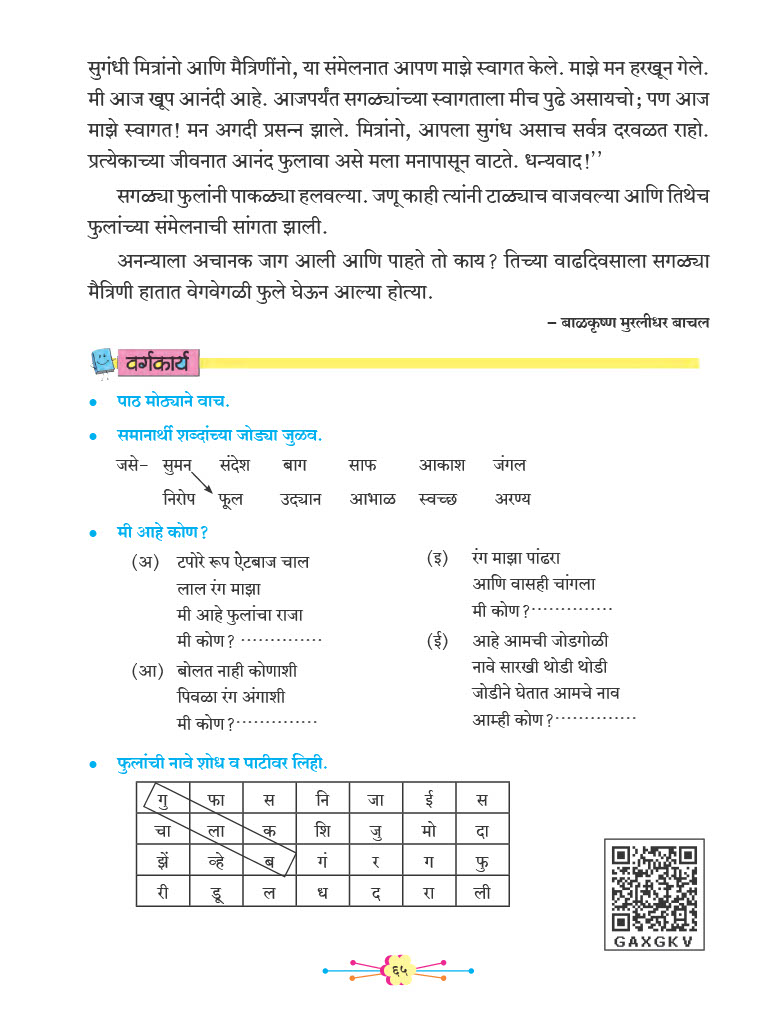 सुगंधी मित्रांनो आणि मैत्रिणींनो, या संमेलनात आपण माझे स्वागत केले. माझे मन हरखून गेले.
मी आज खूप आनंदी आहे. आजपर्यंत सगळ्यांच्या स्वागताला मीच पुढे असायचो; पण आज
माझे स्वागत! मन अगदी प्रसन्न झाले. मित्रांनो, आपला सुगंध असाच सर्वत्र दरवळत राहो.
प्रत्येकाच्या जीवनात आनंद फुलावा असे मला मनापासून वाटते. धन्यवाद!’’
सगळ्या फुलांनी पाकळ्या हलवल्या. जणू काही त्यांनी टाळ्याच वाजवल्या आणि तिथेच
फुलांच्या संमेलनाची सांगता झाली.
अनन्याला अचानक जाग आली आणि पाहते तो काय? तिच्या वाढदिवसाला सगळ्या
मैत्रिणी हातात वेगवेगळी फुले घेऊन आल्या होत्या.
– बाळकृष्ण मुरलीधर बाचल
वर्गकार्य
• पाठ मोठ्याने वाच.
• समानार्थी शब्दांच्या जोड्या जुळव.
जसे– सुमन संदेश बाग साफ आकाश जंगल
निरोप फूल उद्यान आभाळ स्वच्छ अरण्य
• मी आहे कोण?
(अ) टपोरे रूप ऐटबाज चाल
लाल रंग माझा
मी आहे फुलांचा राजा
मी कोण? ··············
(आ) बोलत नाही कोणाशी
पिवळा रंग अंगाशी
मी कोण?··············
(इ) रंग माझा पांढरा
आणि वासही चांगला
मी कोण?··············
(ई) आहे आमची जोडगोळी
नावे सारखी थोडी थोडी
जोडीने घेतात आमचे नाव
आम्ही कोण?··············
• फुलांची नावे शोध व पाटीवर लिही.
गु फा स नि जा ई स
चा ला क शि जु मो दा
झें व्हे ब गं र ग फु
री डू ल ध द रा ली
GAXGKV
६५